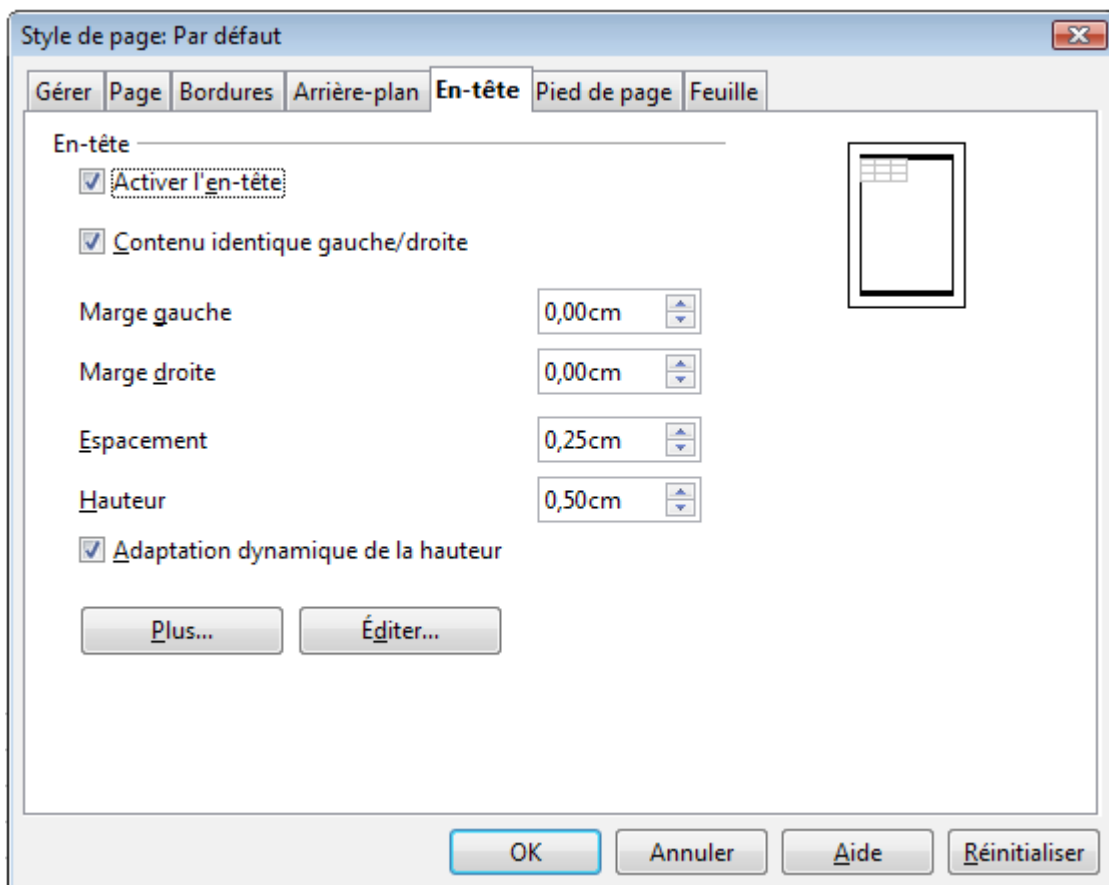 Style de page: Par défaut
Gérer Page Bordures Arrière-plan En-tête Pied de page Feuille
En-tête
Activer l'en-tête
Contenu identique gauche/droite
Marge gauche 0,00cm
Marge droite 0,00cm
Espacement 0,25cm
Hauteur 0,50cm
Adaptation dynamique de la hauteur
Plus... Éditer...
OK Annuler Aide Réinitialiser